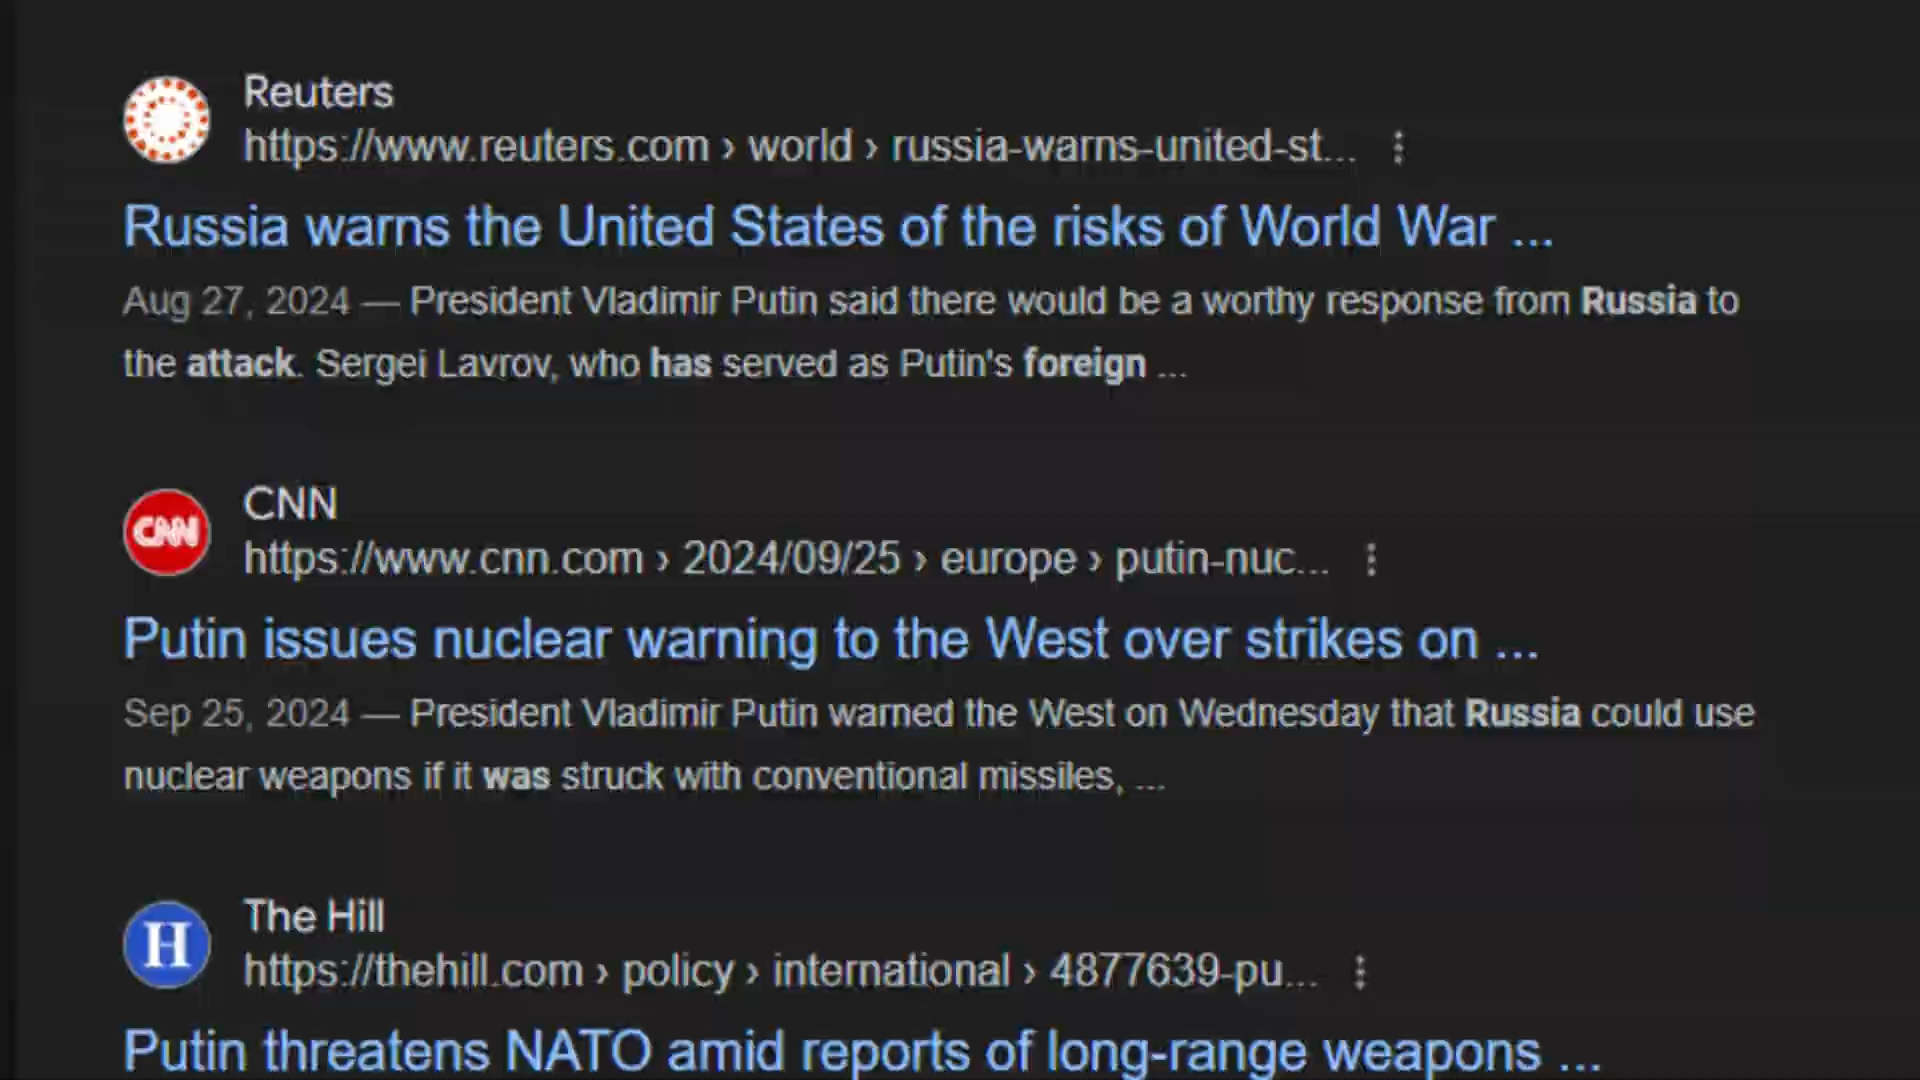 Reuters
https://www.reuters.com › world › russia-warns-united-st...
Russia warns the United States of the risks of World War ...
Aug 27, 2024 — President Vladimir Putin said there would be a worthy response from Russia to
the attack. Sergei Lavrov, who has served as Putin's foreign ...
CNN
CNN
https://www.cnn.com › 2024/09/25 › europe › putin-nuc...
Putin issues nuclear warning to the West over strikes on ...
Sep 25, 2024 — President Vladimir Putin warned the West on Wednesday that Russia could use
nuclear weapons if it was struck with conventional missiles, ...
H
The Hill
https://thehill.com › policy › international › 4877639-pu...
Putin threatens NATO amid reports of long-range weapons ...